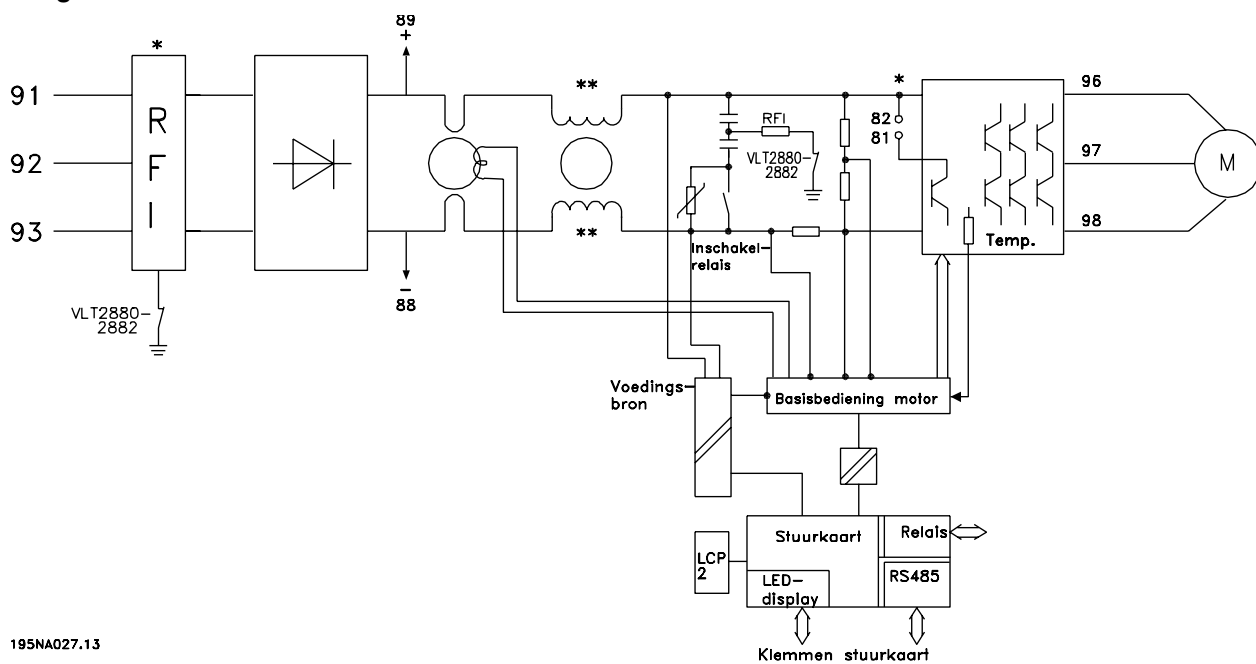 89
+
*
**
*
91
R
F
I
92
93
82
81
RFI
VLT2880-
2882
96
97
98
M
Temp.
**
Inschakel-
relais
–
88
VLT2880-
2882
Voedings-
bron
Basisbediening motor
Stuurkaart
Relais
LCP
2
LED-
display
RS485
195NA027.13
Klemmen stuurkaart